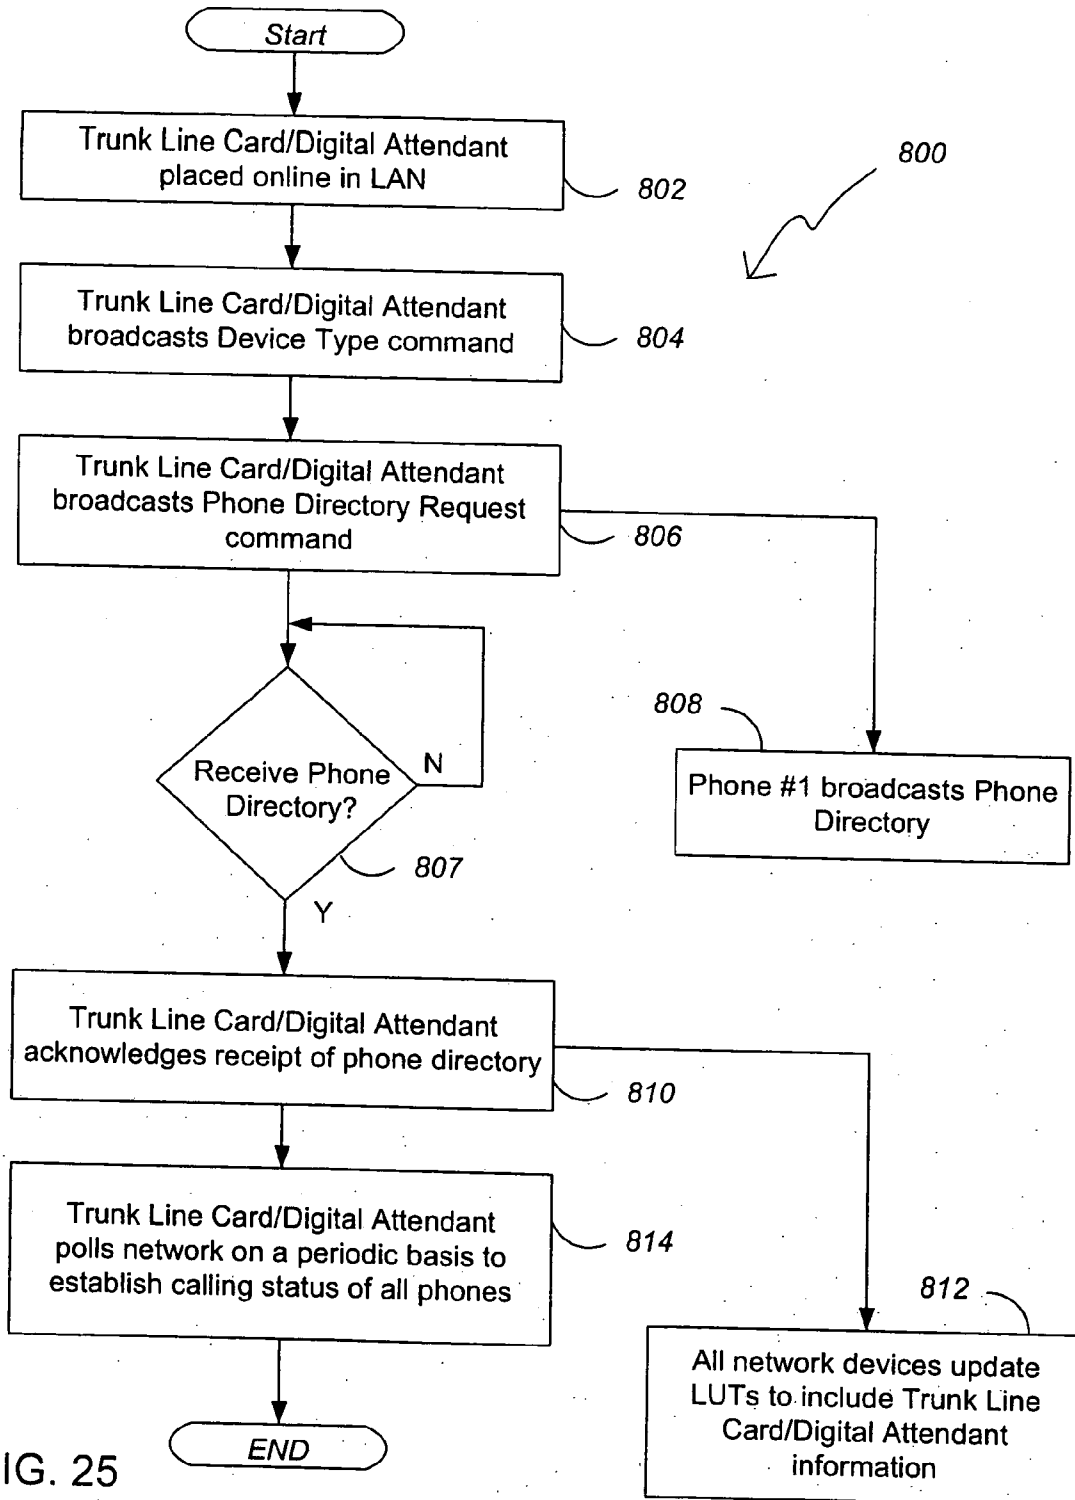 Start
Trunk Line Card/Digital Attendant
placed online in LAN
802
800
Trunk Line Card/Digital Attendant
broadcasts Device Type command
804
Trunk Line Card/Digital Attendant
broadcasts Phone Directory Request
command
806
808
Phone #1 broadcasts Phone
Directory
Receive Phone
Directory?
N
807
Y
Trunk Line Card/Digital Attendant
acknowledges receipt of phone directory
810
Trunk Line Card/Digital Attendant
polls network on a periodic basis to
establish calling status of all phones
814
812
All network devices update
LUTs to include Trunk Line
Card/Digital Attendant
information
END
IG. 25